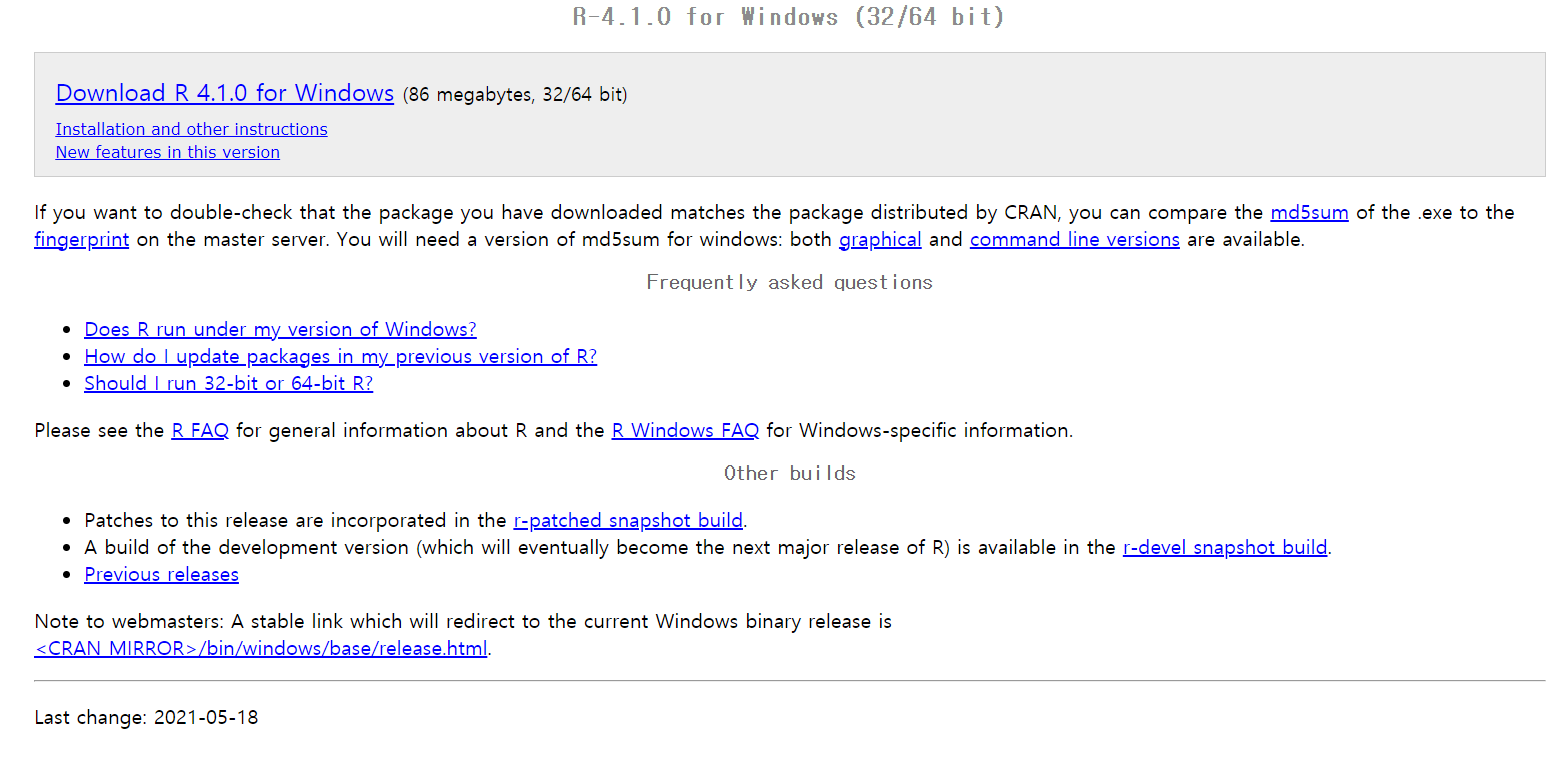 R-4.1.0 for Windows (32/64 bit)
Download R 4.1.0 for Windows (86 megabytes, 32/64 bit)
Installation and other instructions
New features in this version
If you want to double-check that the package you have downloaded matches the package distributed by CRAN, you can compare the md5sum of the .exe to the
fingerprint on the master server. You will need a version of md5sum for windows: both graphical and command line versions are available.
Frequently asked questions
• Does R run under my version of Windows?
• How do I update packages in my previous version of R?
• Should I run 32-bit or 64-bit R?
Please see the R FAQ for general information about R and the R Windows FAQ for Windows-specific information.
Other builds
• Patches to this release are incorporated in the r-patched snapshot build.
• A build of the development version (which will eventually become the next major release of R) is available in the r-devel snapshot build.
• Previous releases
Note to webmasters: A stable link which will redirect to the current Windows binary release is
<CRAN MIRROR>/bin/windows/base/release.html.
Last change: 2021-05-18